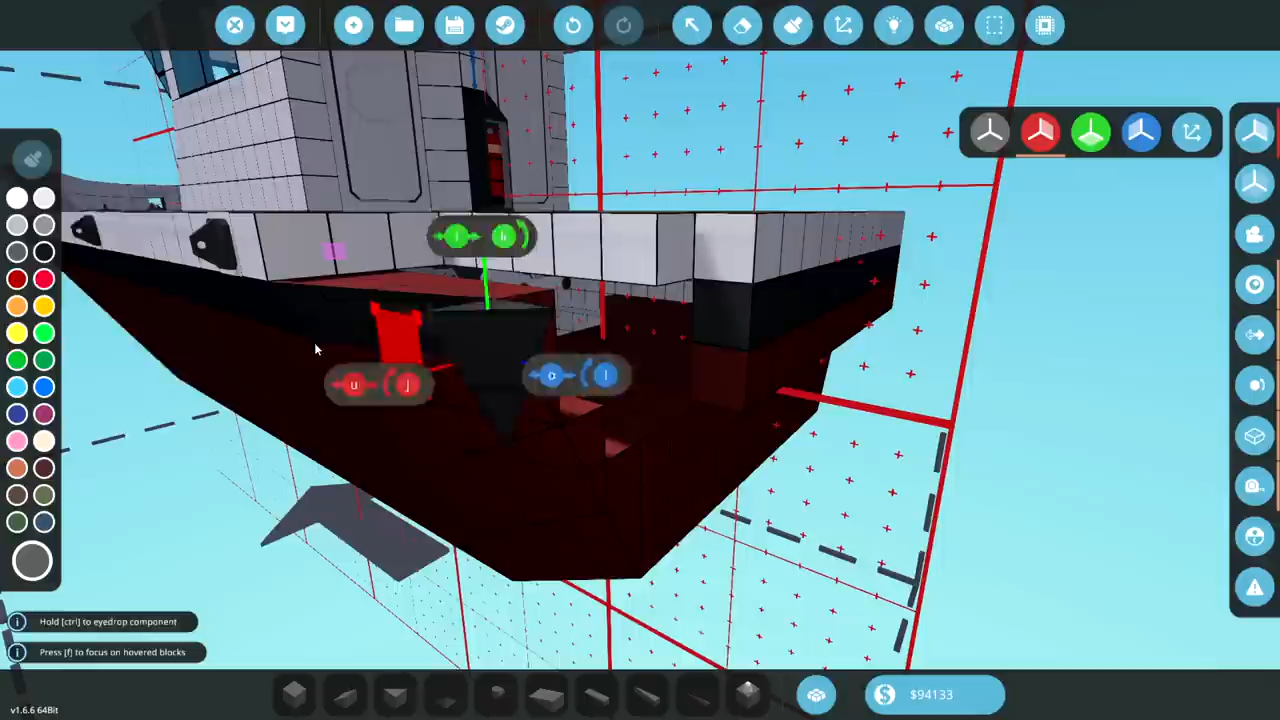 i k
u j
o l
Hold [ctrl] to eyedrop component
Press [f] to focus on hovered blocks
$94133
v1.6.6 64Bit